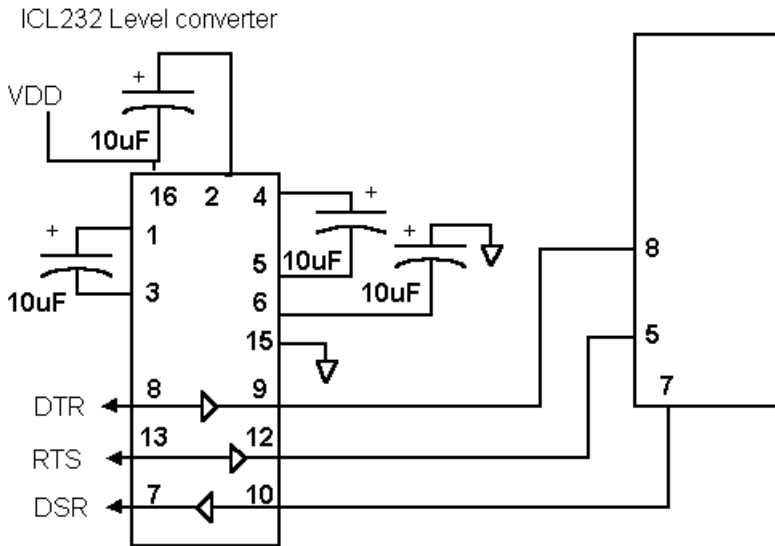 ICL232 Level converter
+
VDD
10uF
16 2 4 +
+ 1 +
5 10uF
10uF 3 6 10uF
15 8
5
7
DTR 8 9
RTS 13 12
DSR 7 10